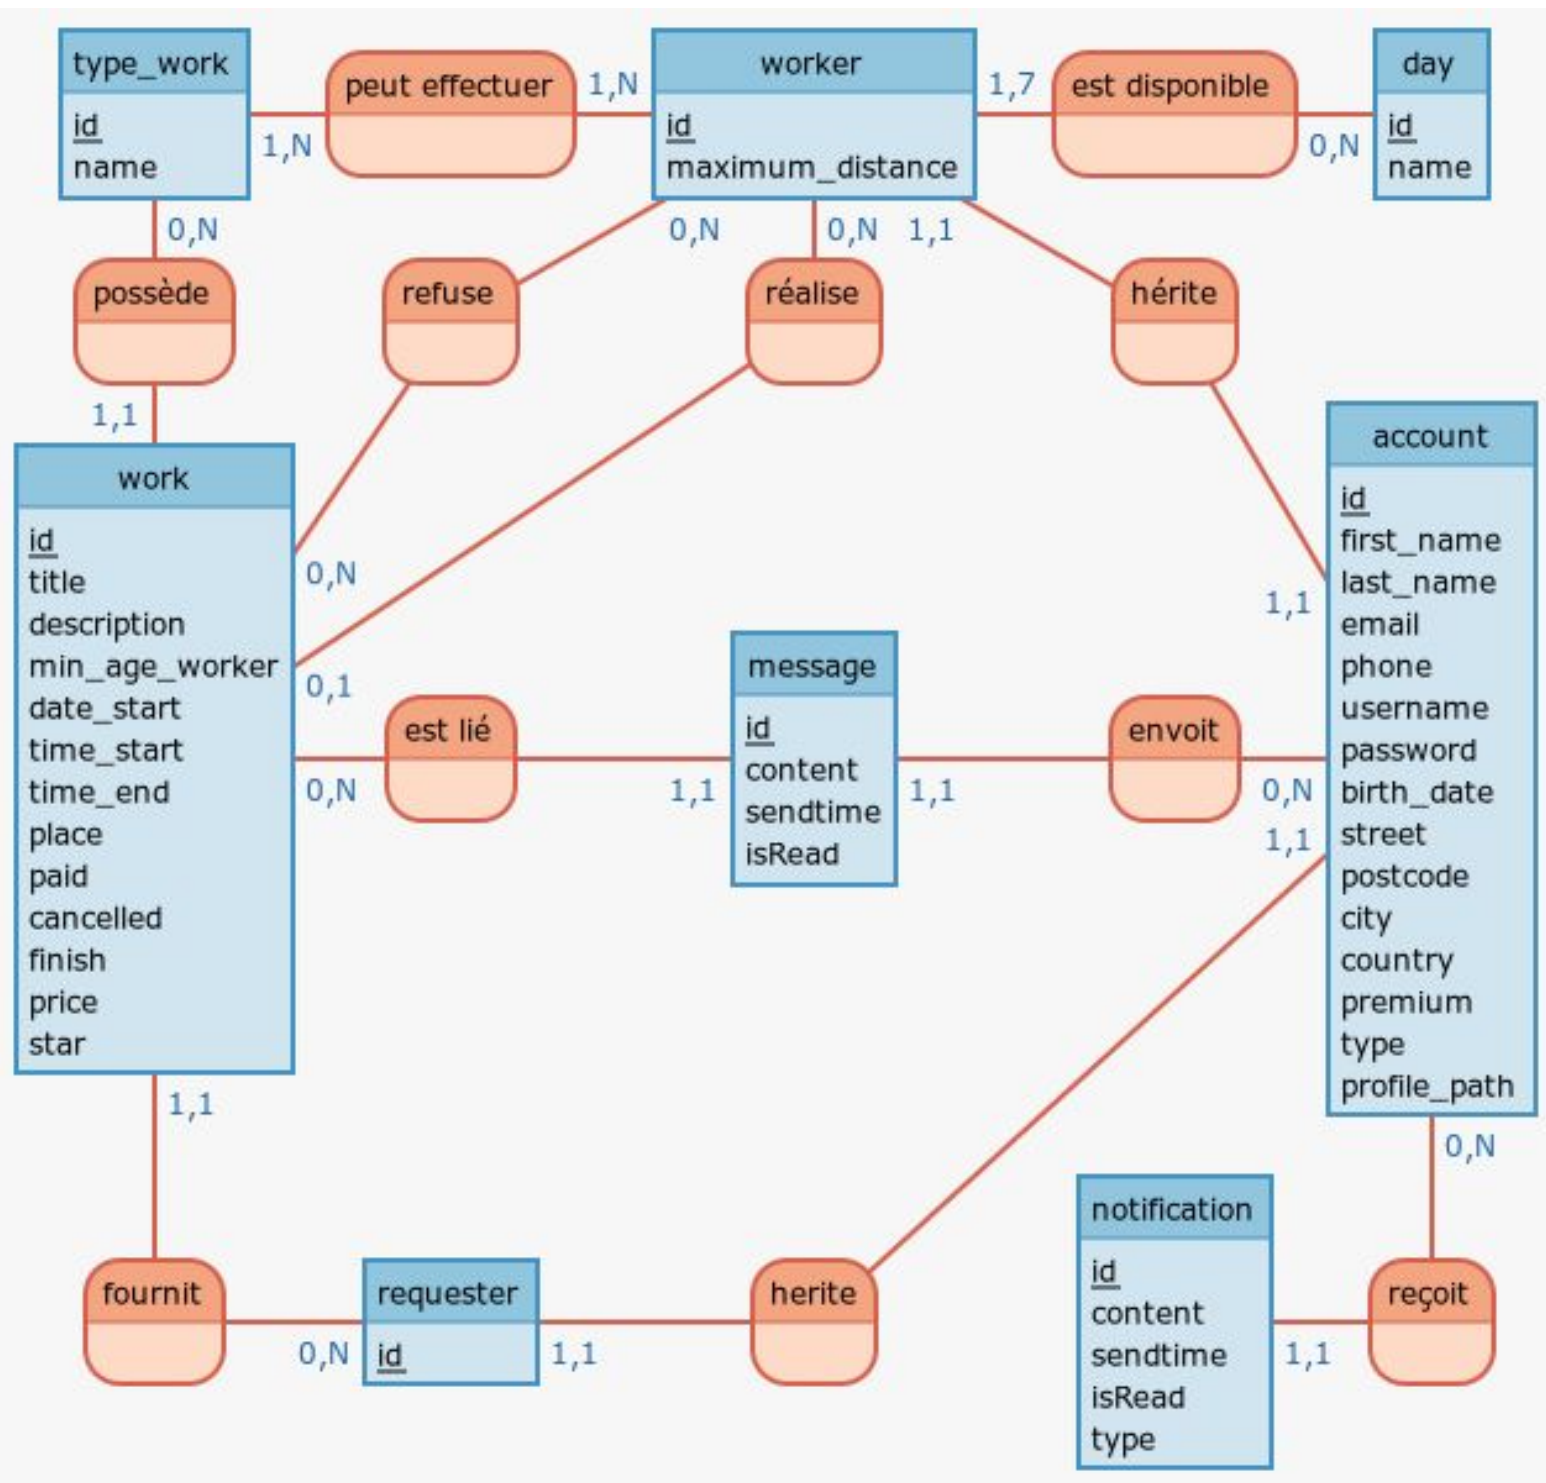 type_work
id
name
1,N
peut effectuer
1,N
worker
id
maximum_distance
1,7
est disponible
0,N
day
id
name
0,N
possède
1,1
0,N
refuse
0,N
0,N
réalise
0,1
1,1
hérite
1,1
work
id
title
description
min_age_worker
date_start
time_start
time_end
place
paid
cancelled
finish
price
star
0,N
est lié
1,1
message
id
content
sendtime
isRead
1,1
envoit
0,N
1,1
account
id
first_name
last_name
email
phone
username
password
birth_date
street
postcode
city
country
premium
type
profile_path
1,1
fournit
0,N
requester
id
1,1
herite
0,N
notification
id
content
sendtime
isRead
type
1,1
reçoit